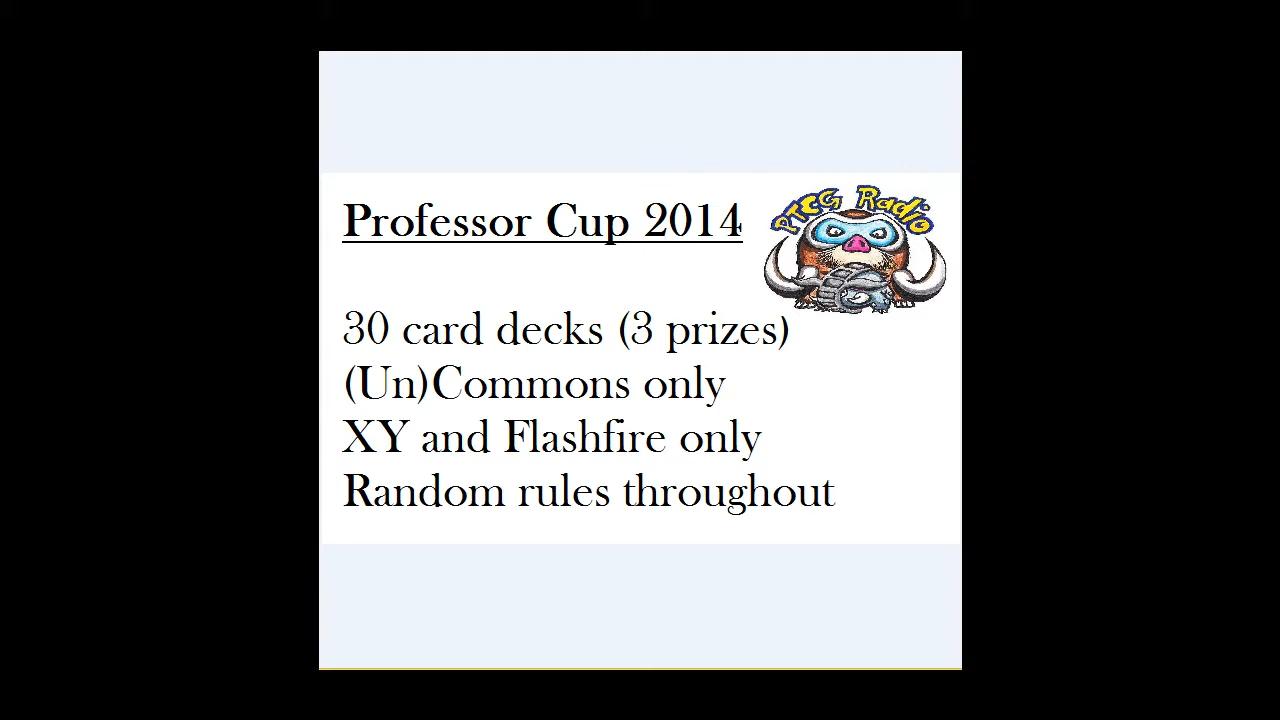 PTCG Radio
Professor Cup 2014
30 card decks (3 prizes)
(Un)Commons only
XY and Flashfire only
Random rules throughout